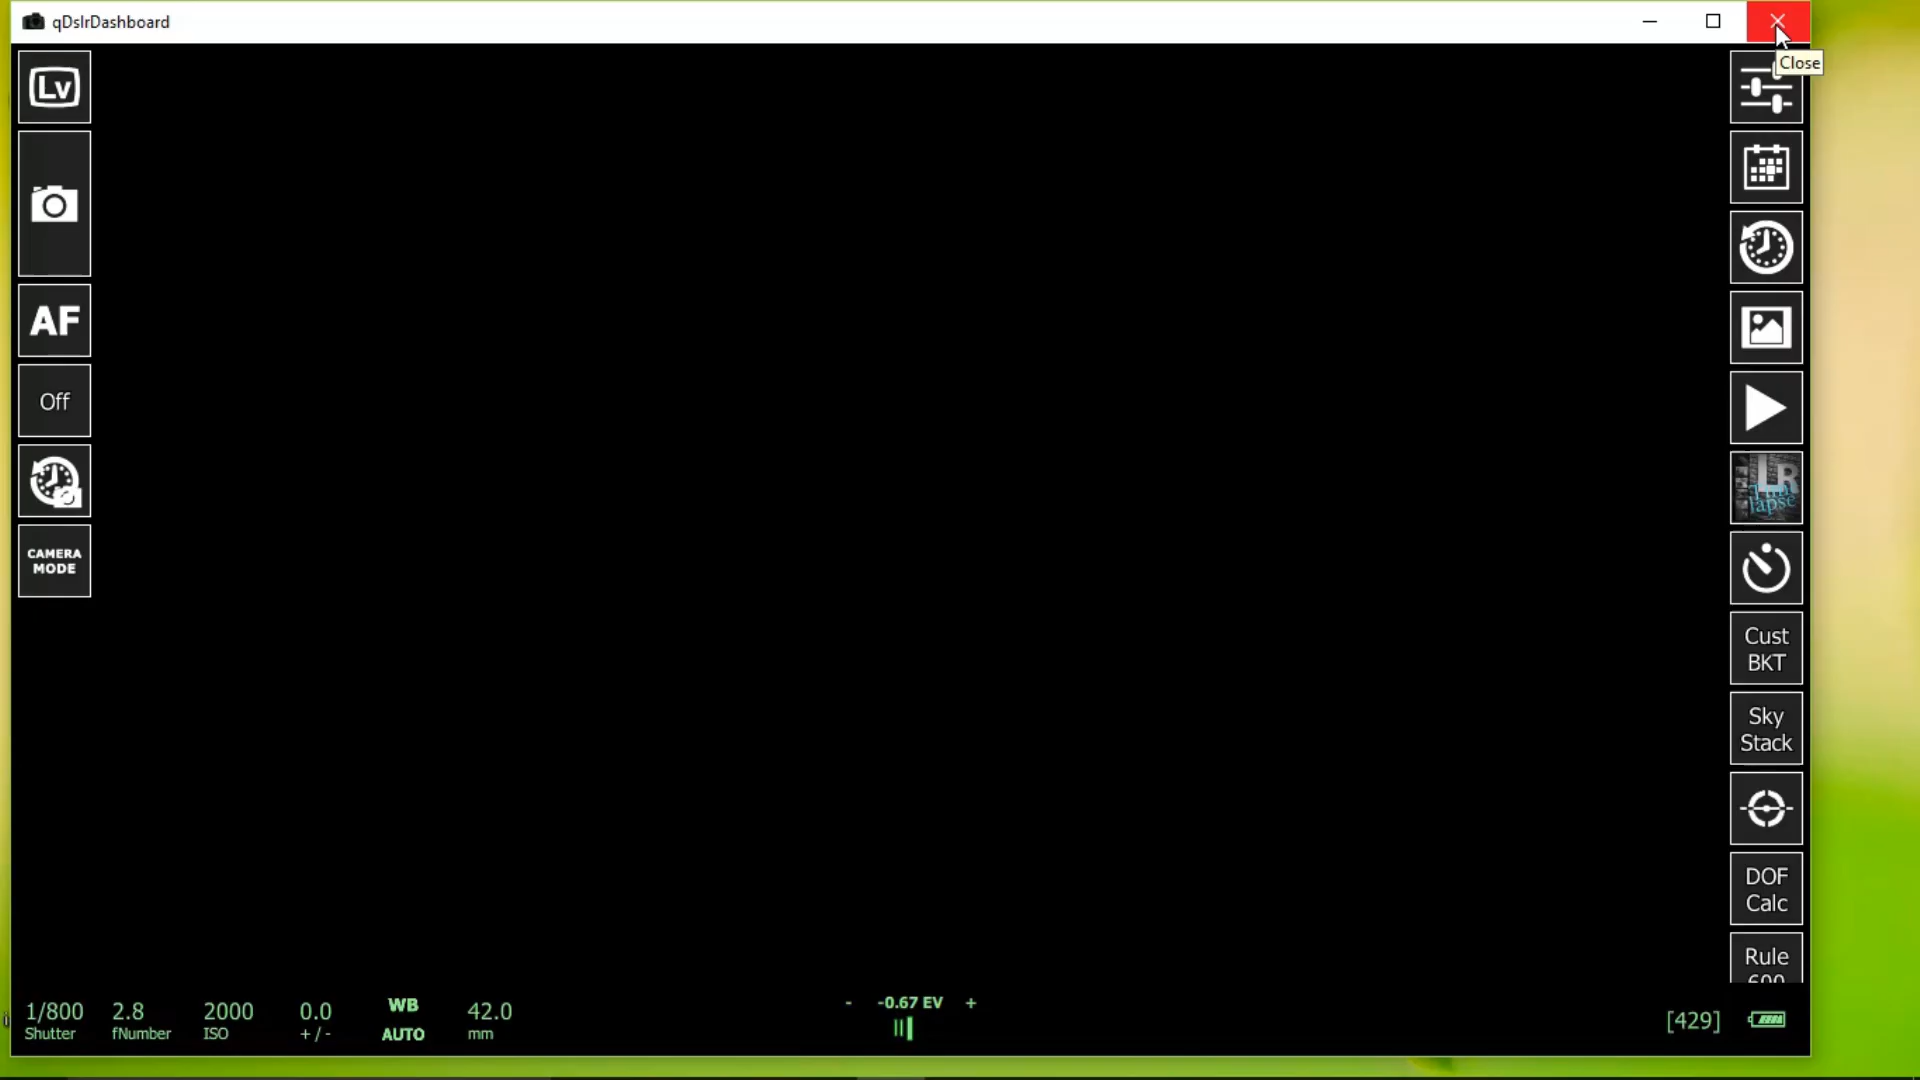 qDslrDashboard
Close
Lv
AF
Off
CAMERA
MODE
LR
Cust
BKT
Sky
Stack
DOF
Calc
Rule
600
1/800
Shutter
2.8
fNumber
2000
ISO
0.0
+ / -
WB
AUTO
42.0
mm
- -0.67 EV +
[429]